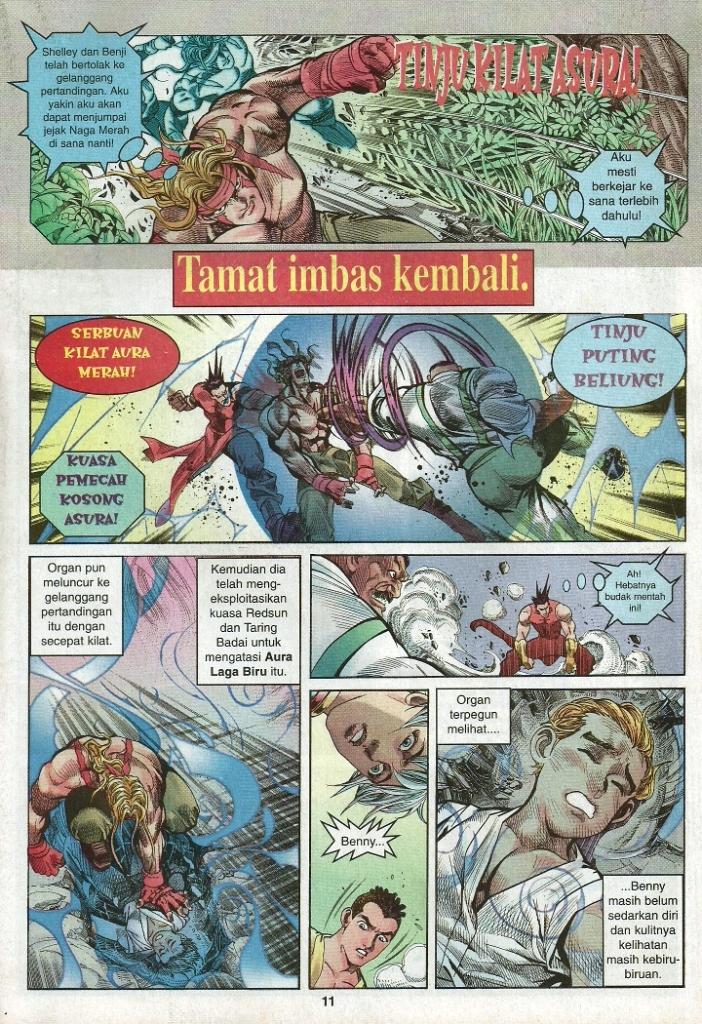 Shelley dan Benji
telah bertolak ke
gelanggang
pertandingan. Aku
yakin aku akan
dapat menjumpai
jejak Naga Merah
di sana nanti!
TINJU KILAT ASURA!
Aku
mesti
berkejar ke
sana terlebih
dahulu!
Tamat imbas kembali.
SERBUAN
KILAT AURA
MERAH!
TINJU
PUTING
BELIUNG!
KUASA
PEMECAH
KOSONG
ASURA!
Organ pun
meluncur ke
gelanggang
pertandingan
itu dengan
secepat kilat.
Kemudian dia
telah meng-
eksploitasikan
kuasa Redsun
dan Taring
Badai untuk
mengatasi Aura
Laga Biru itu.
Ah!
Hebatnya
budak mentah
ini!
Benny...
Organ
terpegun
melihat....
...Benny
masih belum
sedarkan diri
dan kulitnya
kelihatan
masih kebiru-
biruan.
11